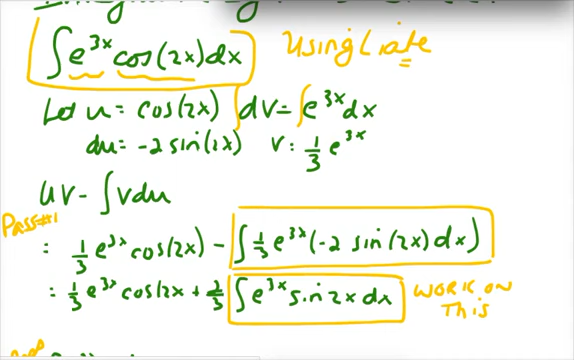 ∫ e^{3x} cos(2x)dx Using Liate
Let u = cos(2x) ∫ dV = ∫ e^{3x} dx
du = -2 sin(2x) V: 1/3 e^{3x}
UV - ∫ V du
Pass #1
: 1/3 e^{3x} cos(2x) - ∫ 1/3 e^{3x} (-2 sin(2x) dx)
= 1/3 e^{3x} cos(2x + 2/3 ∫ e^{3x} sin 2x dx WORK ON
THIS